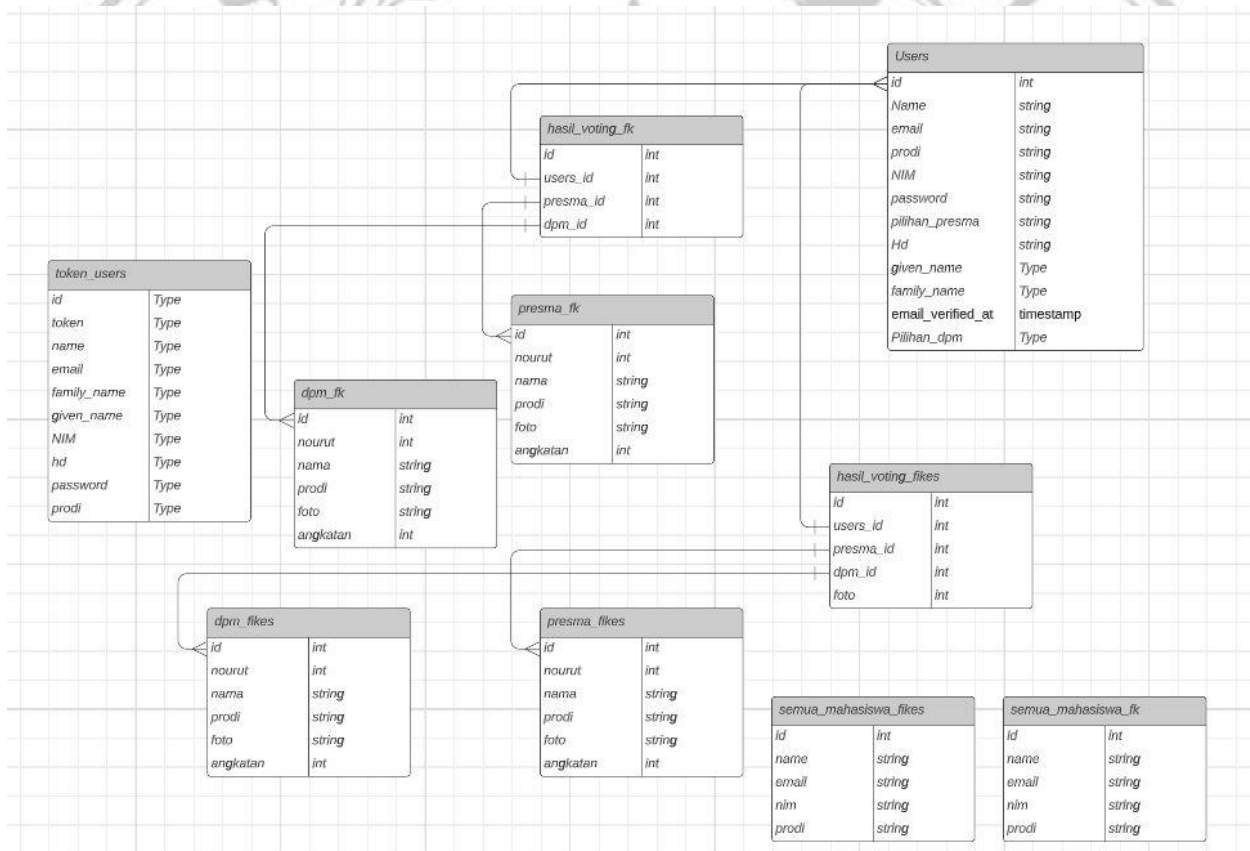 Users
id int
Name string
email string
prodi string
NIM string
password string
pilihan_presma string
Hd string
given_name Type
family_name Type
email_verified_at timestamp
Pilihan_dpm Type
hasil_voting_fk
id int
users_id int
presma_id int
dpm_id int
token_users
id Type
token Type
name Type
email Type
family_name Type
given_name Type
NIM Type
hd Type
password Type
prodi Type
presma_fk
id int
nourut int
nama string
prodi string
foto string
angkatan int
dpm_fk
id int
nourut int
nama string
prodi string
foto string
angkatan int
hasil_voting_fikes
id int
users_id int
presma_id int
dpm_id int
foto int
dpm_fikes
id int
nourut int
nama string
prodi string
foto string
angkatan int
presma_fikes
id int
nourut int
nama string
prodi string
foto string
angkatan int
semua_mahasiswa_fikes
id int
name string
email string
nim string
prodi string
semua_mahasiswa_fk
id int
name string
email string
nim string
prodi string